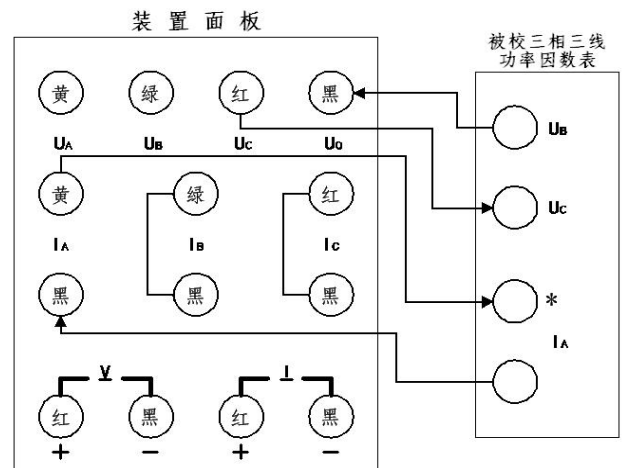 装置面板
被校三相三线
功率因数表
黄 绿 红 黑
UA UB UC U0
UB
UC
黄 绿 红
IA IB IC
黑 黑 黑
*
IA
V I
红 黑 红 黑
+ - + -